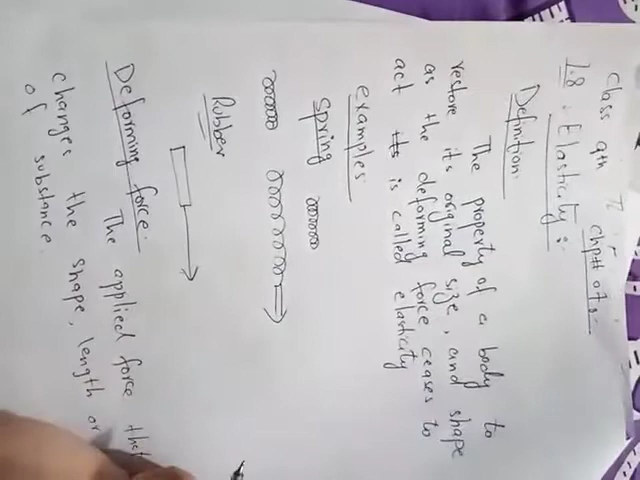 Class 9th
chp# 07:
7.8. Elasticity:
Definition:
The property of a body to
restore its original size, and shape
as the deforming force ceases to
act is called elasticity
examples:
Spring
Rubber
Deforming force:
The applied force that
changes the shape, length or
of substance.